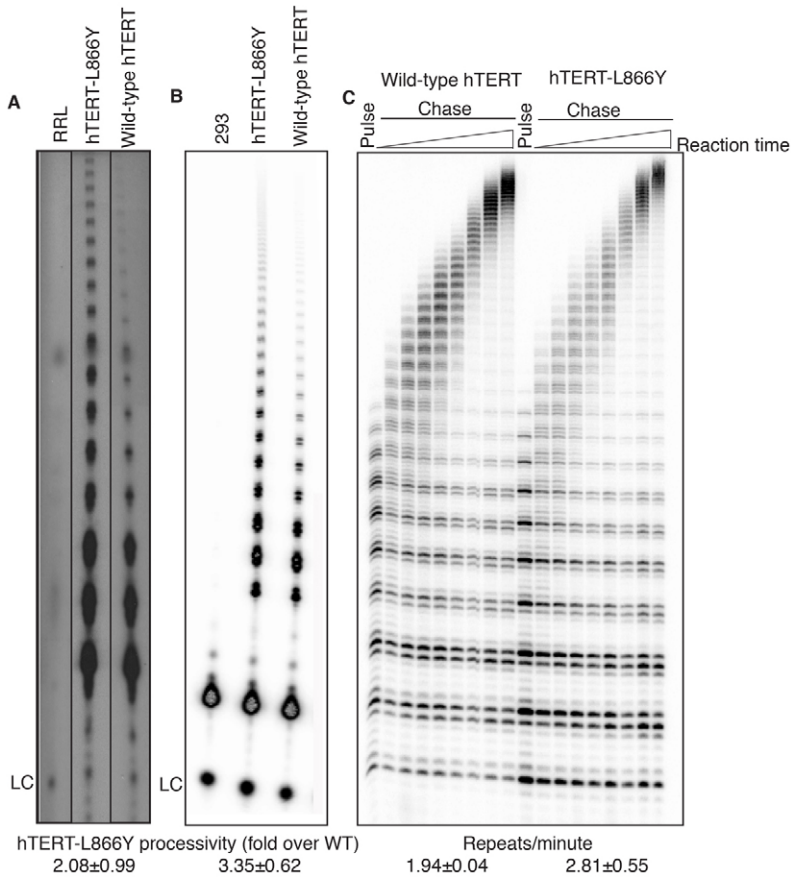 A
RRL
hTERT-L866Y
Wild-type hTERT
B
293
hTERT-L866Y
Wild-type hTERT
C
Wild-type hTERT
hTERT-L866Y
Pulse
Chase
Pulse
Chase
Reaction time
LC
LC
hTERT-L866Y processivity (fold over WT)
Repeats/minute
2.08±0.99
3.35±0.62
1.94±0.04
2.81±0.55